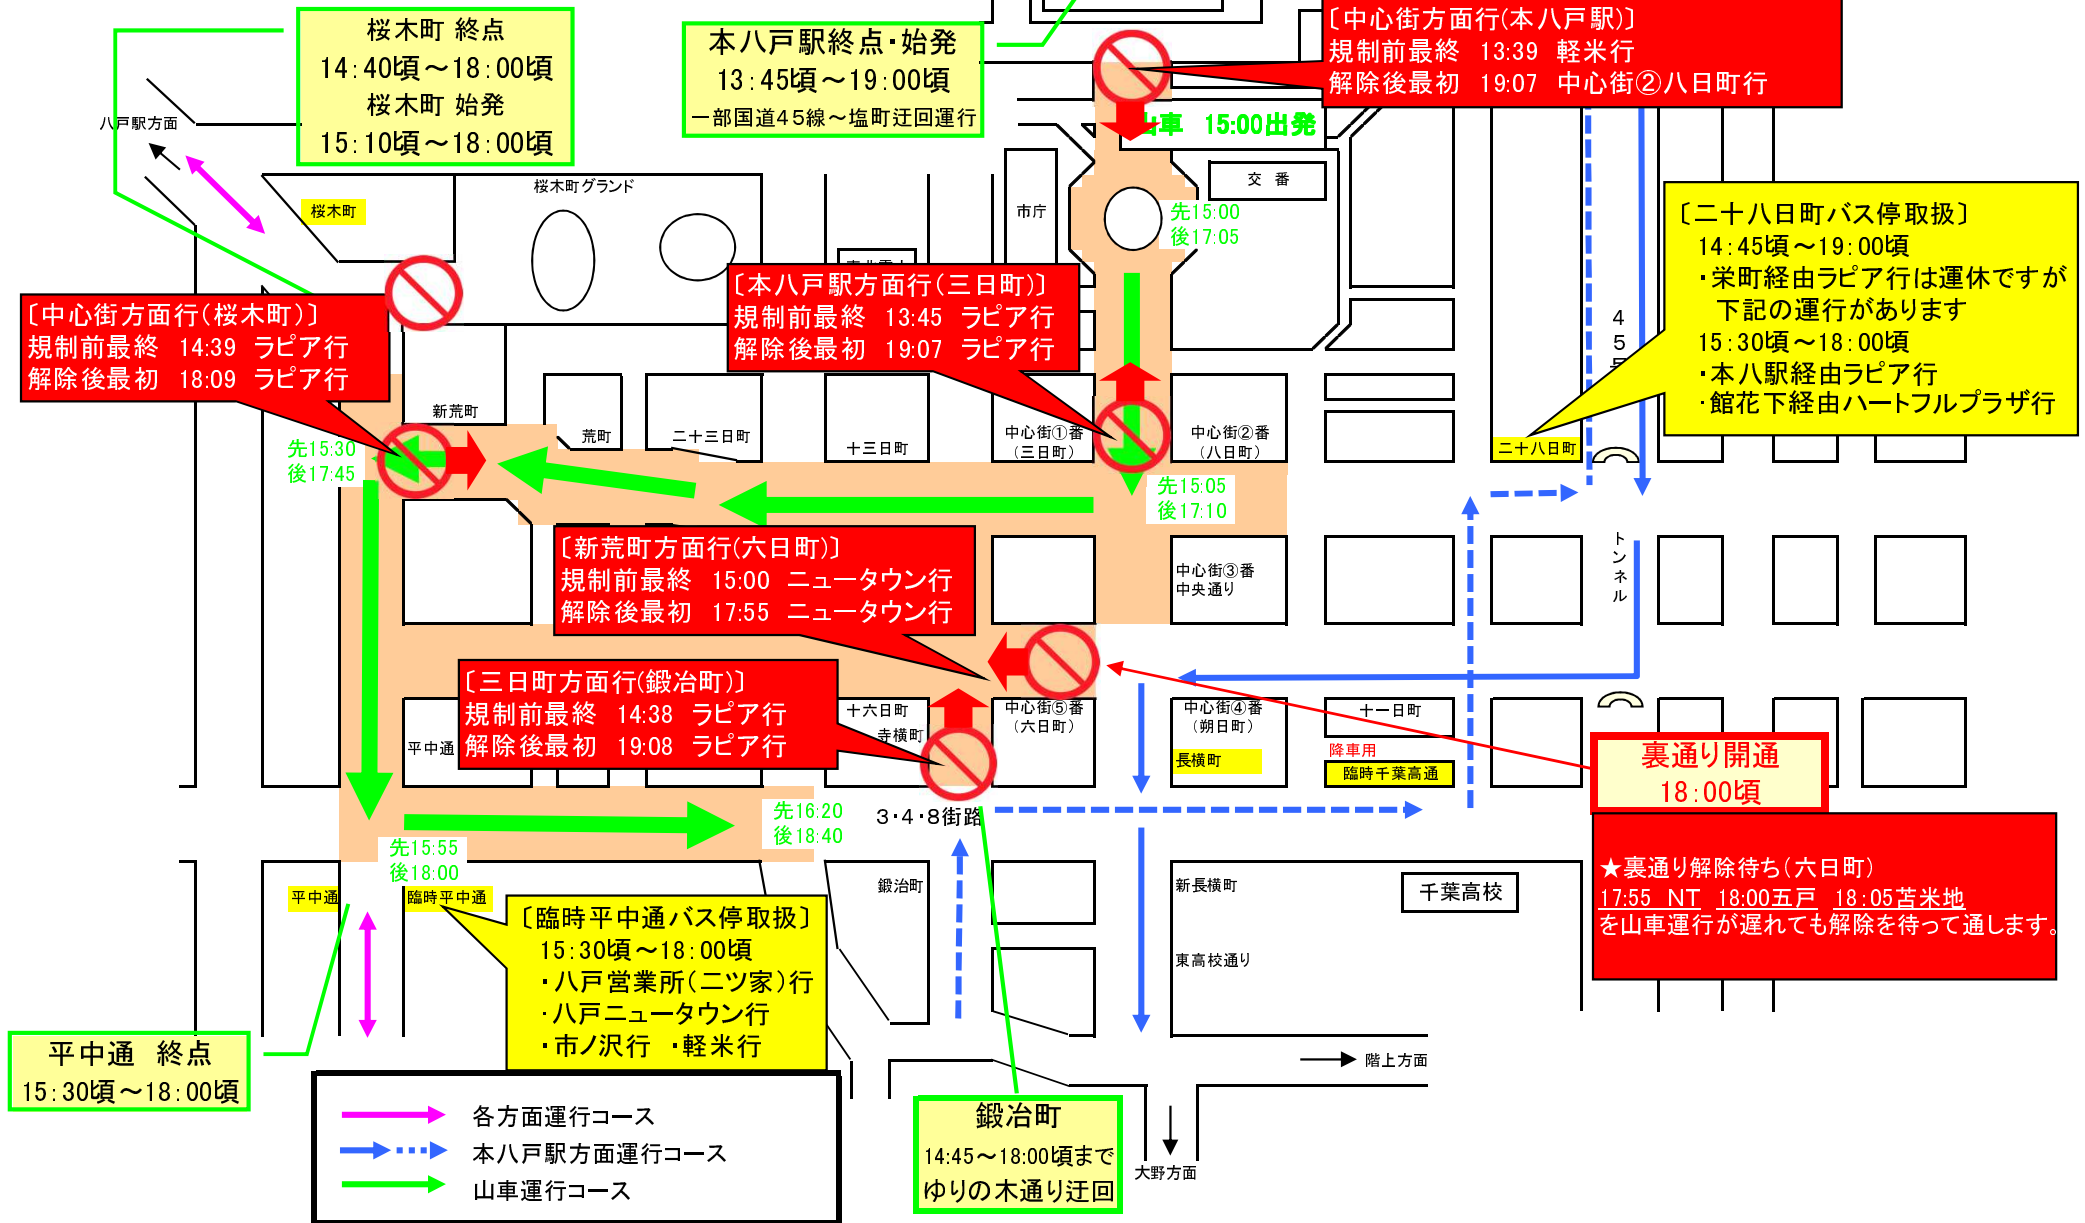 桜木町 終点
14:40頃～18:00頃
桜木町 始発
15:10頃～18:00頃
本八戸駅終点・始発
13:45頃～19:00頃
一部国道45線～塩町迂回運行
〔中心街方面行(本八戸駅)〕
規制前最終 13:39 軽米行
解除後最初 19:07 中心街②八日町行
八戸駅方面
車 15:00出発
桜木町グランド
桜木町
市庁
交 番
先15:00
後17:05
〔二十八日町バス停取扱〕
14:45頃～19:00頃
・栄町経由ラピア行は運休ですが
下記の運行があります
15:30頃～18:00頃
・本八駅経由ラピア行
・館花下経由ハートフルプラザ行
〔中心街方面行(桜木町)〕
規制前最終 14:39 ラピア行
解除後最初 18:09 ラピア行
〔本八戸駅方面行(三日町)〕
規制前最終 13:45 ラピア行
解除後最初 19:07 ラピア行
45
新荒町
荒町
二十三日町
十三日町
中心街①番
(三日町)
中心街②番
(八日町)
二十八日町
先15:30
後17:45
先15:05
後17:10
トンネル
〔新荒町方面行(六日町)〕
規制前最終 15:00 ニュータウン行
解除後最初 17:55 ニュータウン行
中心街③番
中央通り
〔三日町方面行(鍛冶町)〕
規制前最終 14:38 ラピア行
解除後最初 19:08 ラピア行
平中通
十六日町
寺横町
中心街⑤番
(六日町)
中心街④番
(朔日町)
長横町
十一日町
降車用
臨時千葉高通
裏通り開通
18:00頃
先16:20
後18:40
3・4・8街路
先15:55
後18:00
★裏通り解除待ち(六日町)
17:55 NT 18:00五戸 18:05苫米地
を山車運行が遅れても解除を待って通します。
平中通
臨時平中通
鍛冶町
新長横町
千葉高校
〔臨時平中通バス停取扱〕
15:30頃～18:00頃
・八戸営業所(二ツ家)行
・八戸ニュータウン行
・市ノ沢行 ・軽米行
東高校通り
平中通 終点
15:30頃～18:00頃
階上方面
各方面運行コース
本八戸駅方面運行コース
山車運行コース
鍛冶町
14:45～18:00頃まで
ゆりの木通り迂回
大野方面